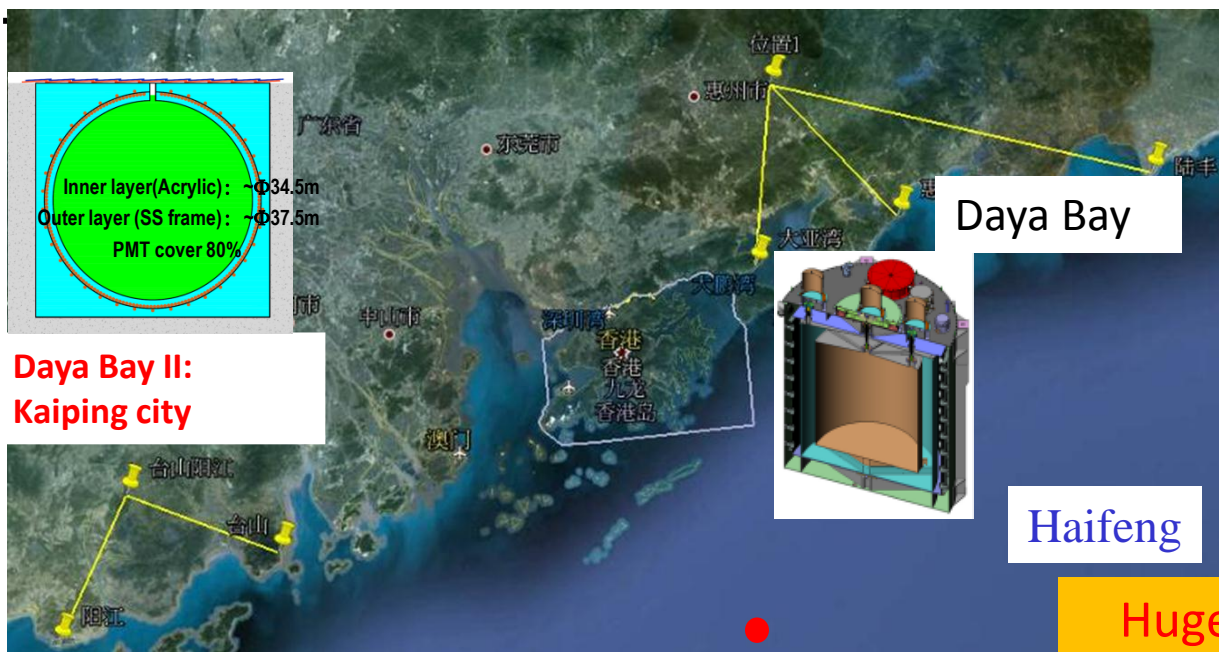 位置1
惠州市
广东省
东莞市
Inner layer(Acrylic)： ~Φ34.5m
Outer layer (SS frame)： ~Φ37.5m
PMT cover 80%
陆丰
惠
Daya Bay
大亚湾
大鹏湾
中山市
市
深圳湾
香港
香港
九龙
香港岛
Daya Bay II:
Kaiping city
澳门
台山阳江
台山
阳江
Haifeng
Huge